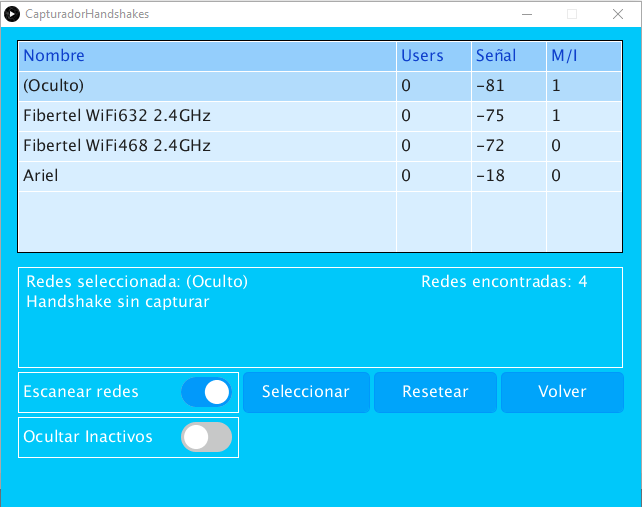 CapturadorHandshakes
Nombre Users Señal M/I
(Oculto) 0 -81 1
Fibertel WiFi632 2.4GHz 0 -75 1
Fibertel WiFi468 2.4GHz 0 -72 0
Ariel 0 -18 0
Redes seleccionada: (Oculto) Redes encontradas: 4
Handshake sin capturar
Escanear redes Seleccionar Resetear Volver
Ocultar Inactivos